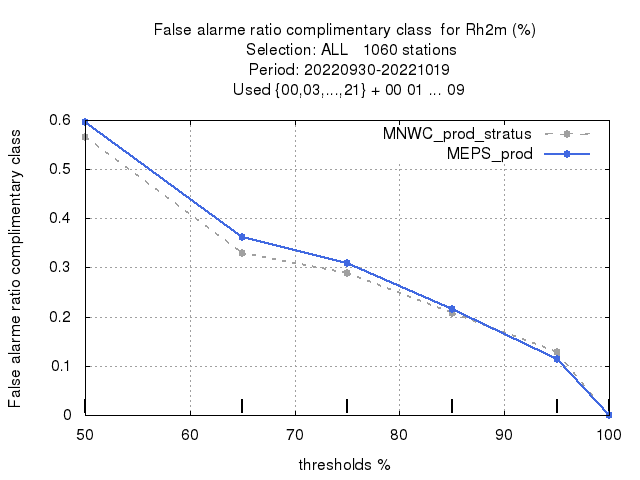 False alarme ratio complimentary class  for Rh2m (%)
Selection: ALL   1060 stations
Period: 20220930-20221019
Used {00,03,...,21} + 00 01 ... 09
MNWC_prod_stratus
MEPS_prod
False alarme ratio complimentary class
0.6
0.5
0.4
0.3
0.2
0.1
0
50 60 70 80 90 100
thresholds %